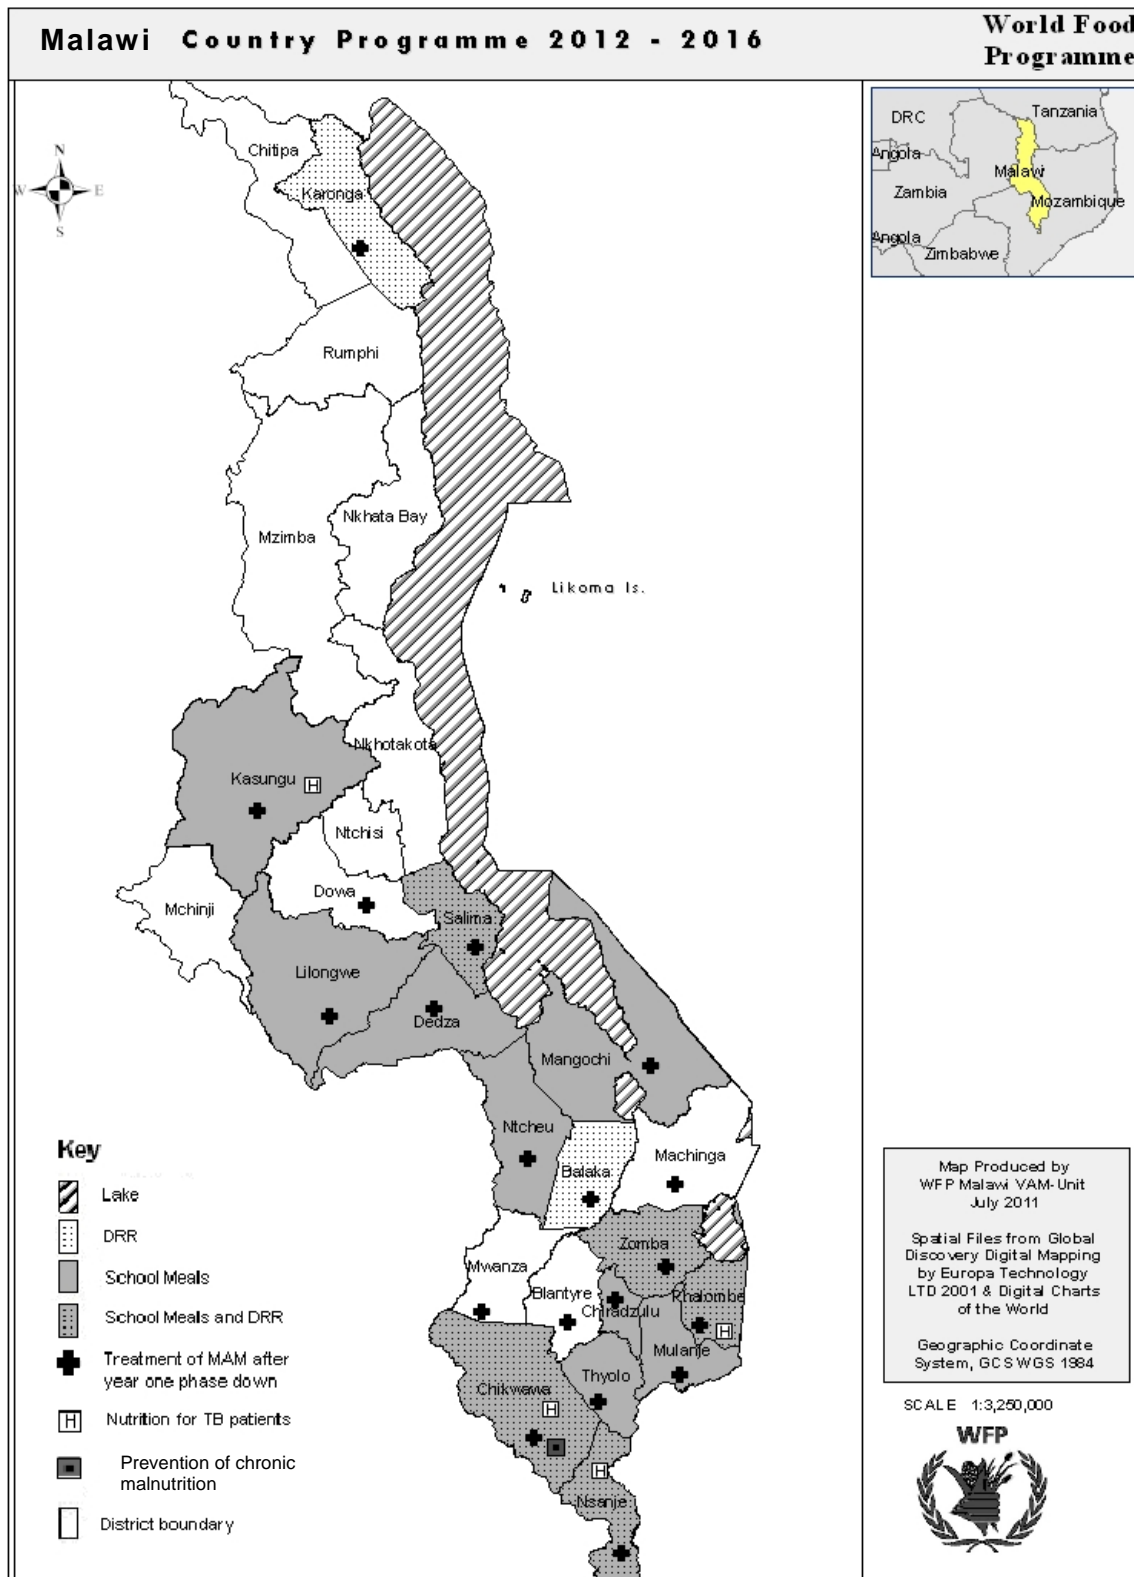 Malawi Country Programme 2012 - 2016
World Food
Programme
N
W
E
S
DRC
Tanzania
Angola
Malawi
Zambia
Mozambique
Angola
Zimbabwe
Chitipa
Karonga
Rumphi
Nkhata Bay
Mzimba
Likoma Is.
Nkhotakota
Kasungu
H
Ntchisi
Dowa
Mchinji
Salima
Lilongwe
Dedza
Mangochi
Ntcheu
Machinga
Balaka
Zomba
Mwanza
Blantyre
Chiradzulu
Phalombe
H
Mulanje
Thyolo
Chikwawa
H
H
Nsanje
Key
Lake
DRR
School Meals
School Meals and DRR
Treatment of MAM after
year one phase down
H
Nutrition for TB patients
Prevention of chronic
malnutrition
District boundary
Map Produced by
WFP Malawi VAM-Unit
July 2011
Spatial Files from Global
Discovery Digital Mapping
by Europa Technology
LTD 2001 & Digital Charts
of the World
Geographic Coordinate
System, GCS WGS 1984
SCALE 1:3,250,000
WFP